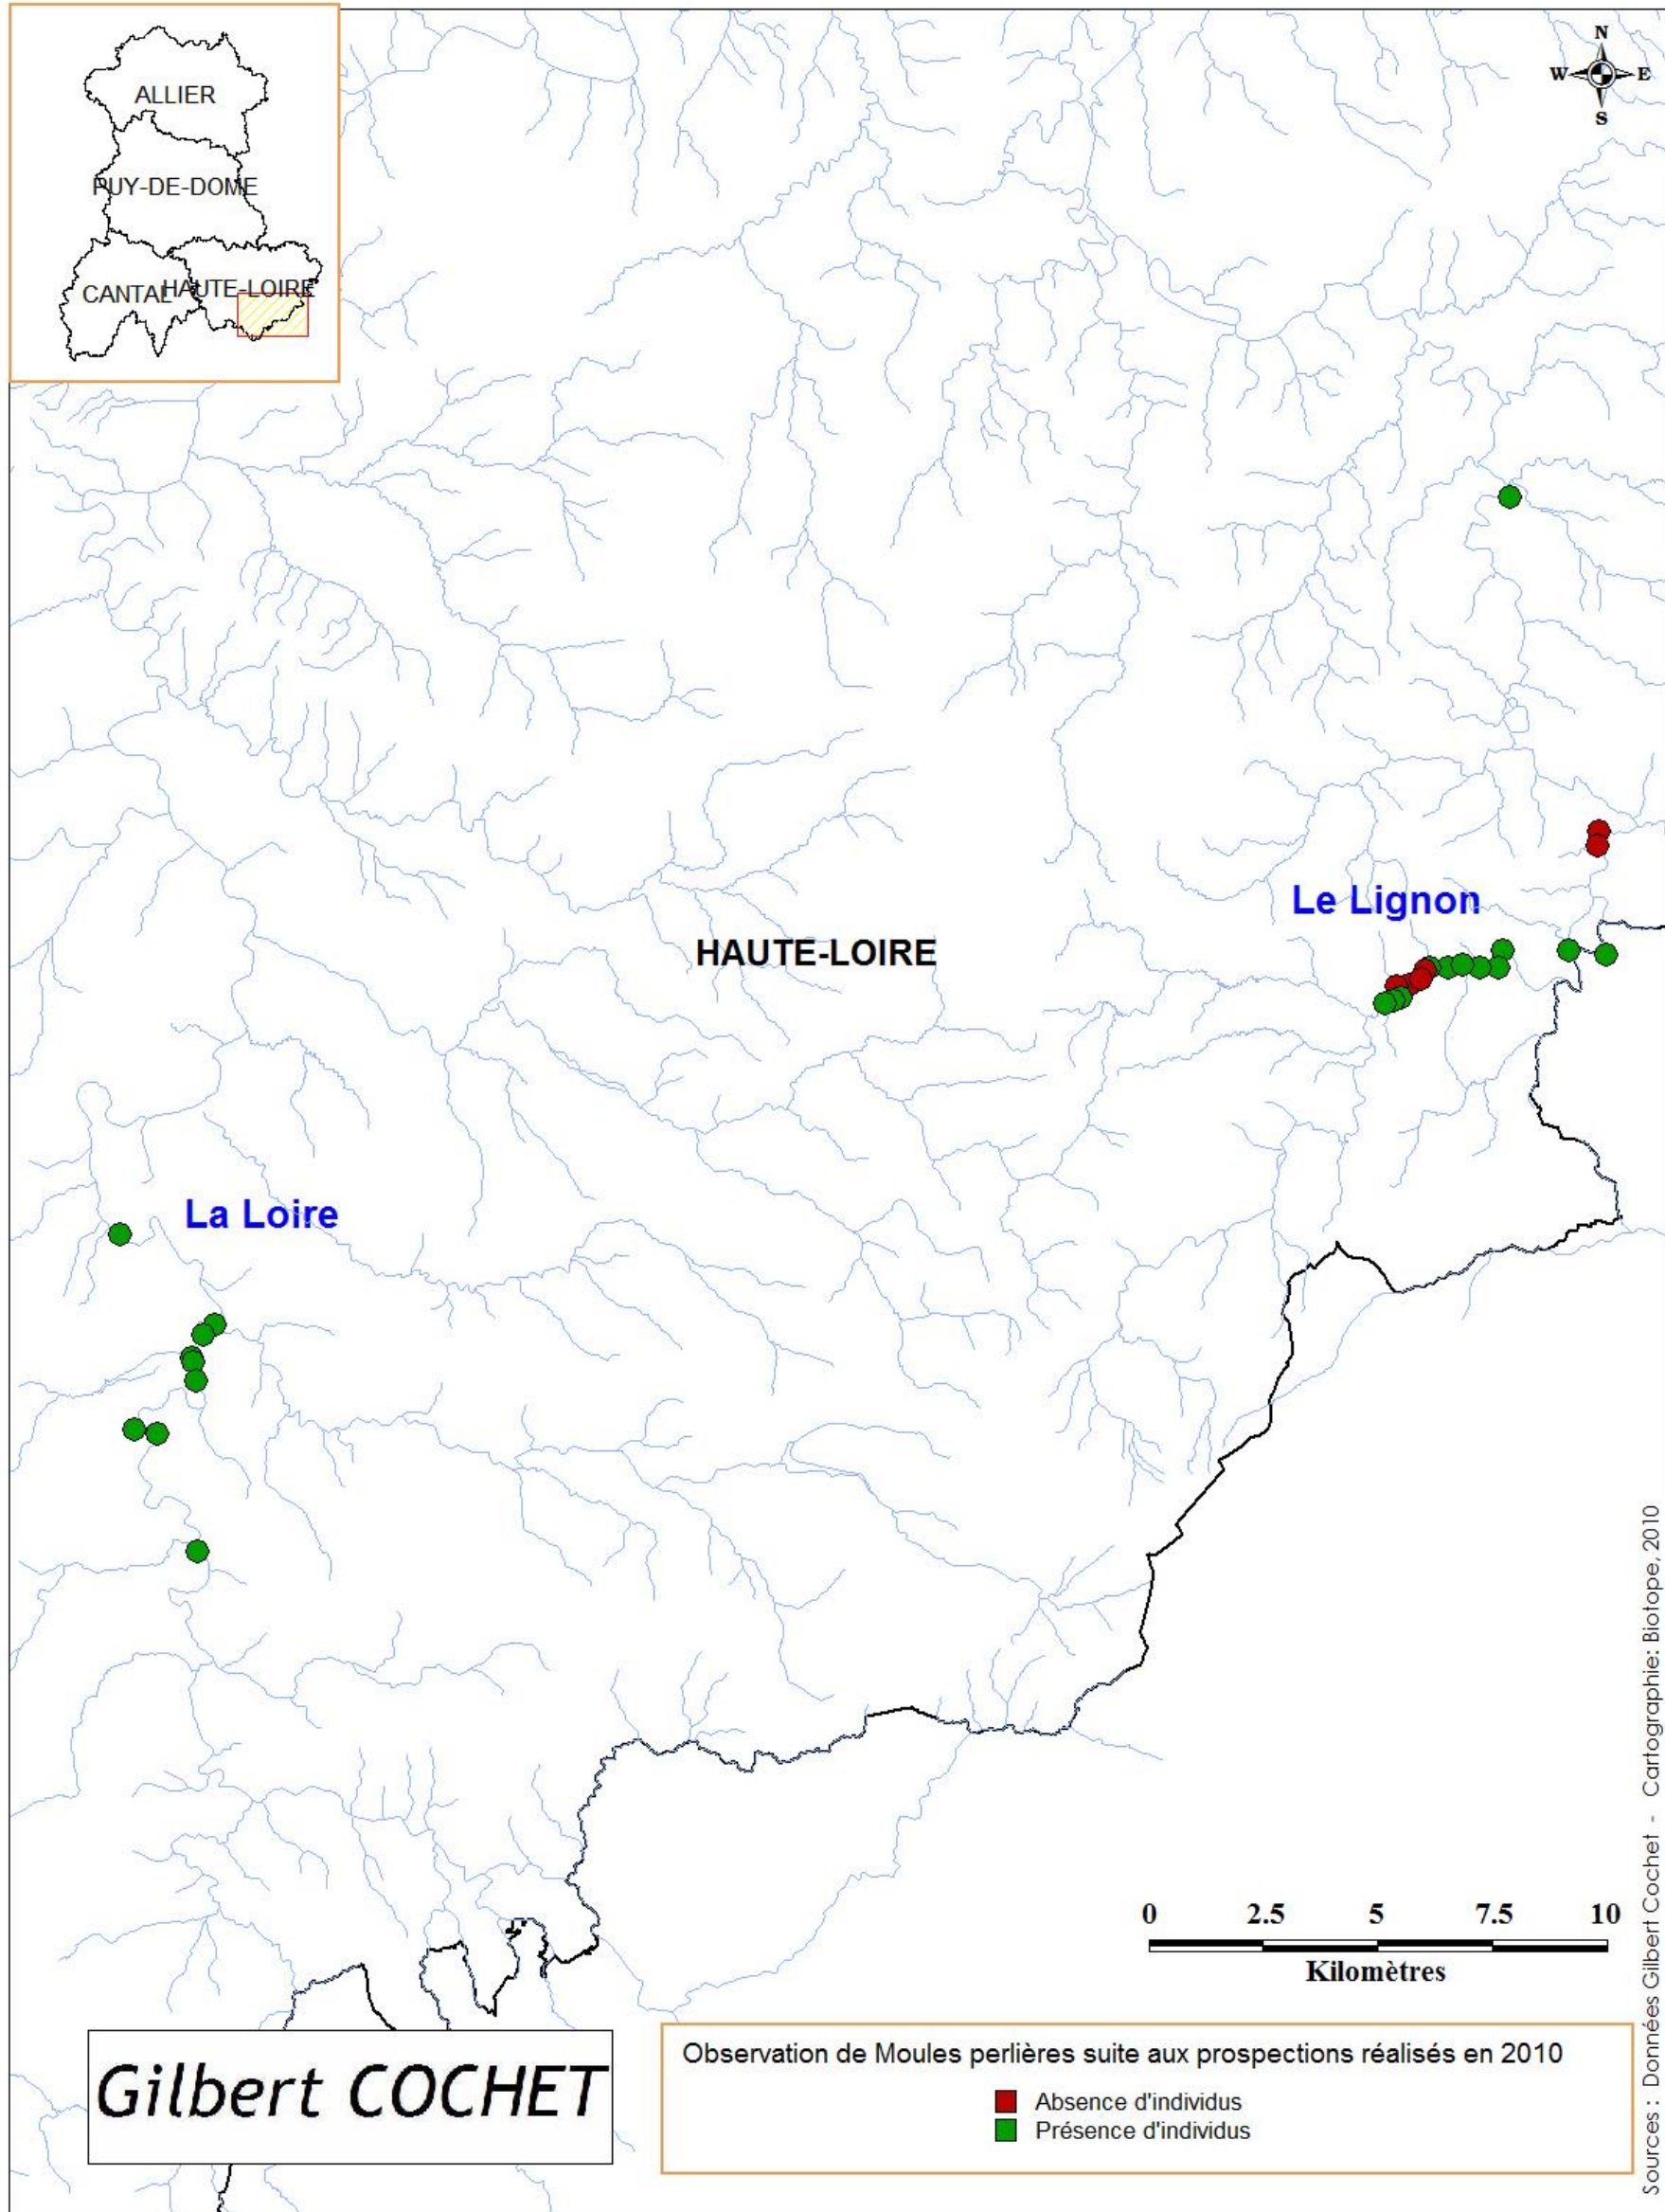 ALLIER
PUY-DE-DOME
CANTAL
HAUTE-LOIRE
N
W
E
S
Le Lignon
HAUTE-LOIRE
La Loire
0 2.5 5 7.5 10
Kilomètres
Gilbert COCHET
Observation de Moules perlières suite aux prospections réalisés en 2010
Absence d'individus
Présence d'individus
Sources : Données Gilbert Cochet - Cartographie: Biotope, 2010